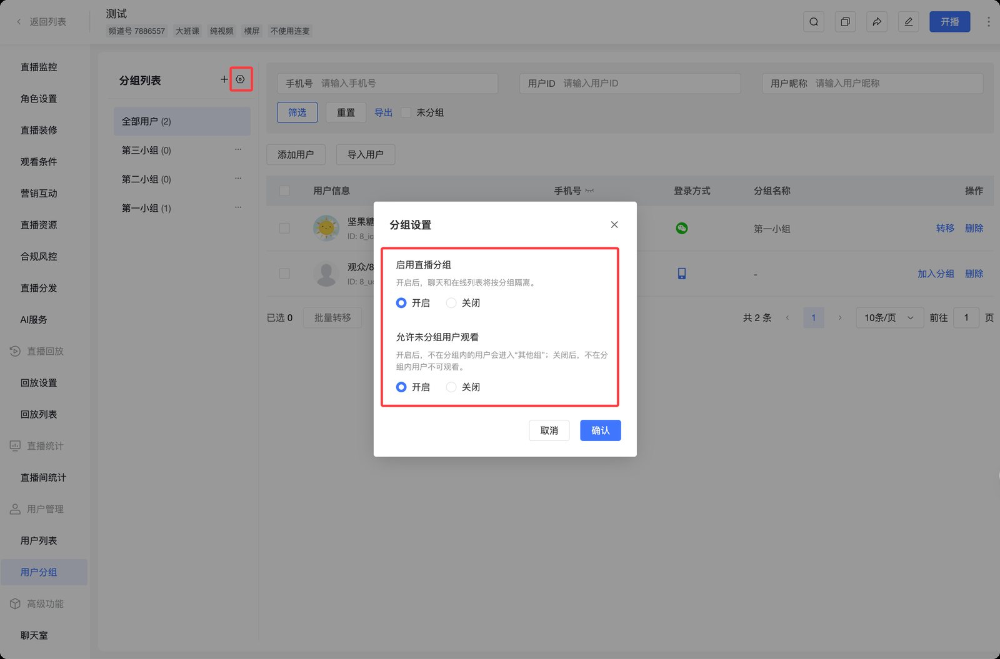 返回列表
测试
频道号 7886557 大班课 纯视频 横屏 不使用连麦
开播
直播监控
角色设置
直播装修
观看条件
营销互动
直播资源
合规风控
直播分发
AI服务
直播回放
回放设置
回放列表
直播统计
直播间统计
用户管理
用户列表
用户分组
高级功能
聊天室
分组列表
全部用户 (2)
第三小组 (0)
第二小组 (0)
第一小组 (1)
手机号 请输入手机号
用户ID 请输入用户ID
用户昵称 请输入用户昵称
筛选 重置 导出 未分组
添加用户 导入用户
用户信息 手机号 登录方式 分组名称 操作
坚果糖
ID: 8_ic
第一小组 转移 删除
观众/8
ID: 8_uc
- 加入分组 删除
已选 0 批量转移
共 2 条 1 10条/页 前往 1 页
分组设置
启用直播分组
开启后，聊天和在线列表将按分组隔离。
开启 关闭
允许未分组用户观看
开启后，不在分组内的用户会进入“其他组”；关闭后，不在分
组内用户不可观看。
开启 关闭
取消 确认